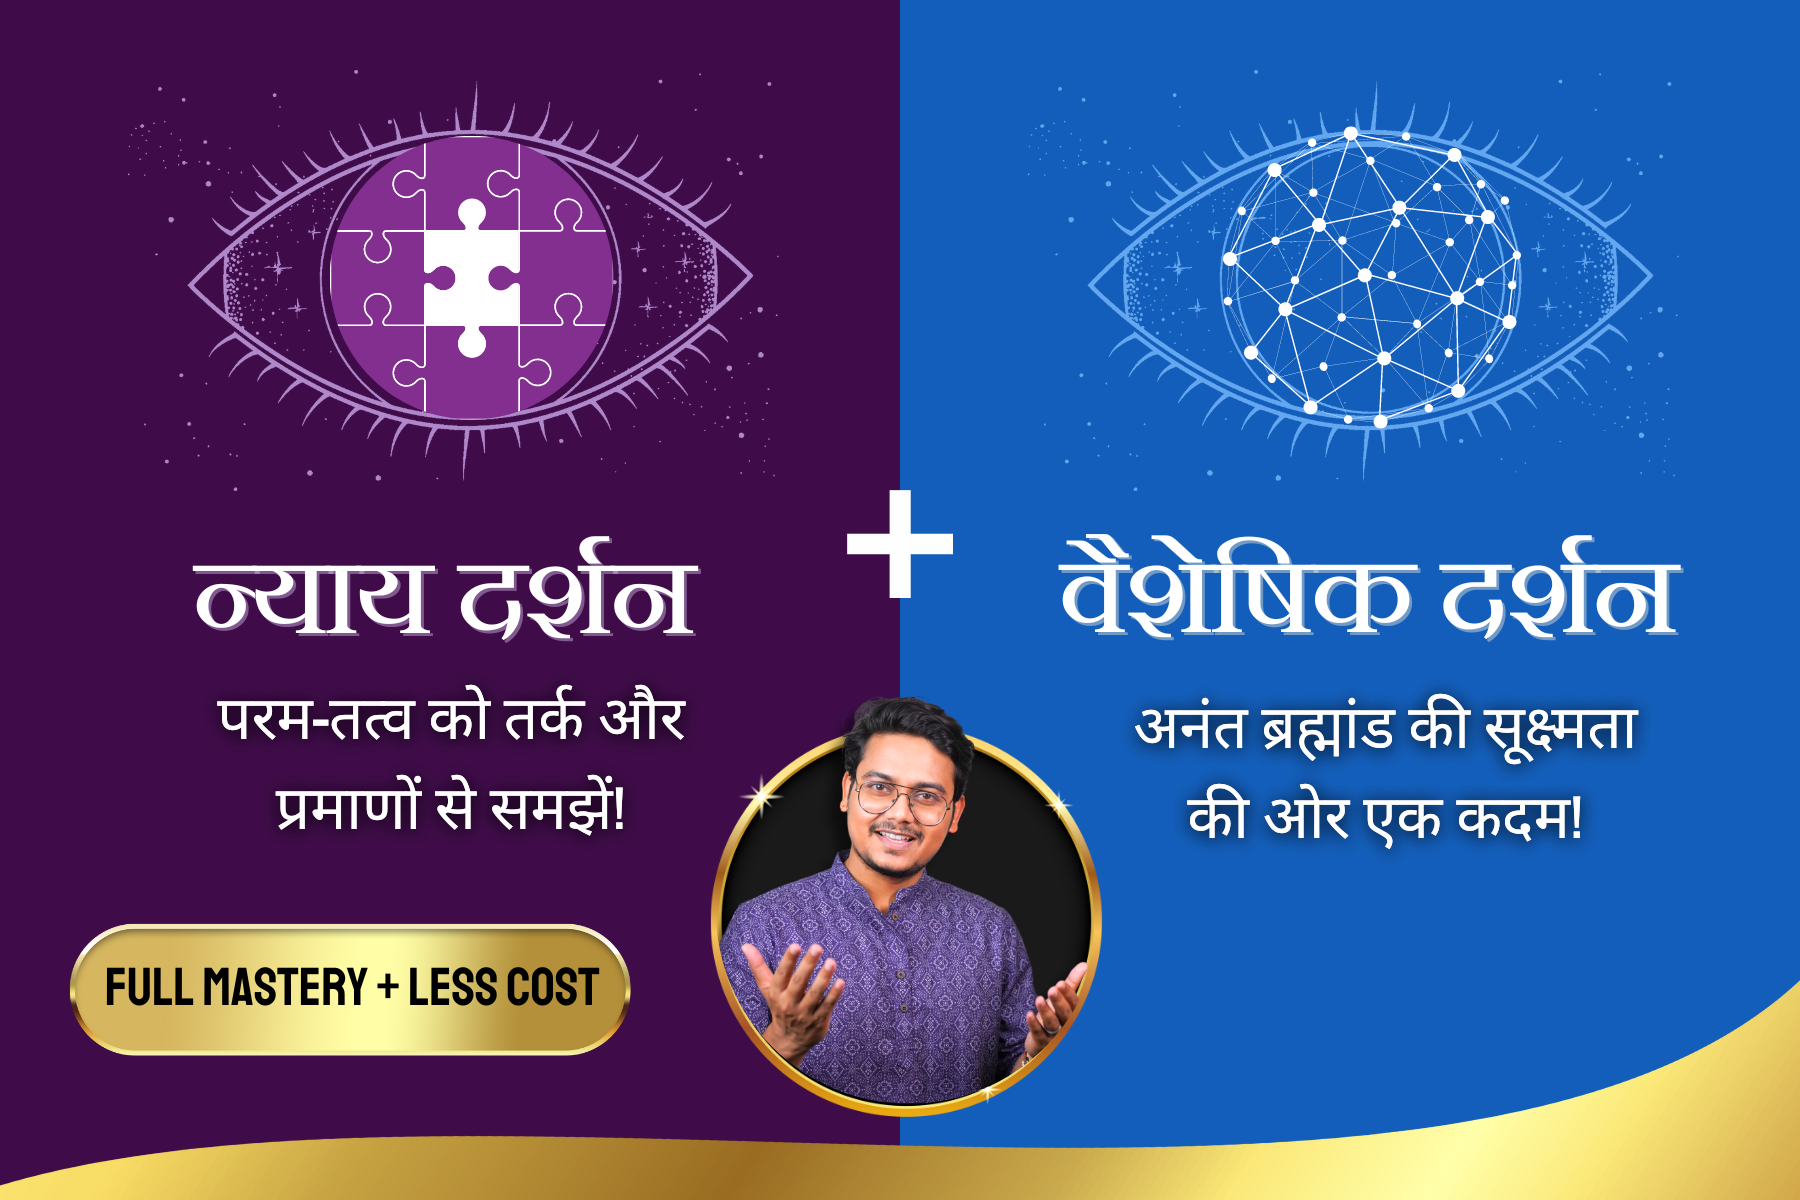 न्याय दर्शन
परम-तत्व को तर्क और
प्रमाणों से समझें!
FULL MASTERY + LESS COST
+
वैशेषिक दर्शन
अनंत ब्रह्मांड की सूक्ष्मता
की ओर एक कदम!